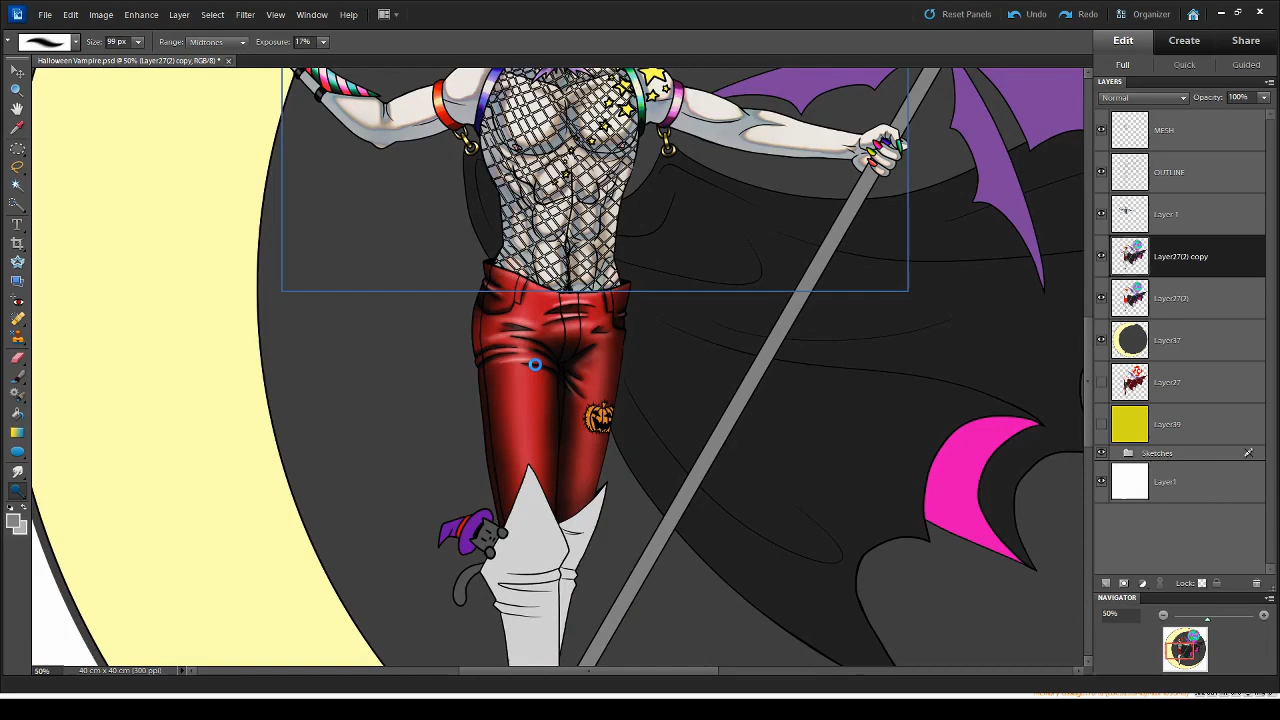 File Edit Image Enhance Layer Select Filter View Window Help Reset Panels Undo Redo Organizer
Size: 99 px Range: Midtones Exposure: 17% Edit Create Share
Halloween Vampire.psd @ 50% (Layer27(2) copy, RGB/8) * Full Quick Guided
LAYERS
Normal Opacity: 100%
MESH
OUTLINE
Layer 1
Layer27(2) copy
Layer27(2)
Layer37
Layer27
Layer39
Sketches
Layer1
Lock:
NAVIGATOR
50%
50% 40 cm x 40 cm (300 ppi)